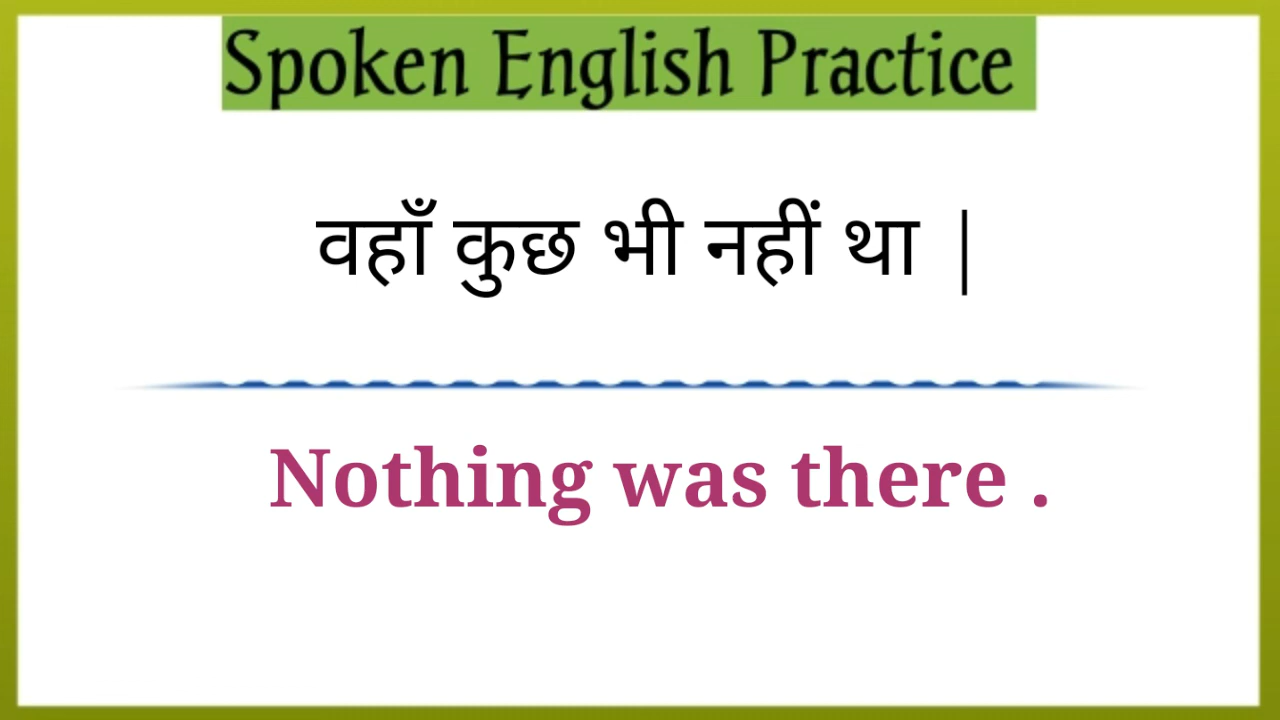 Spoken English Practice
वहाँ कुछ भी नहीं था |
Nothing was there .